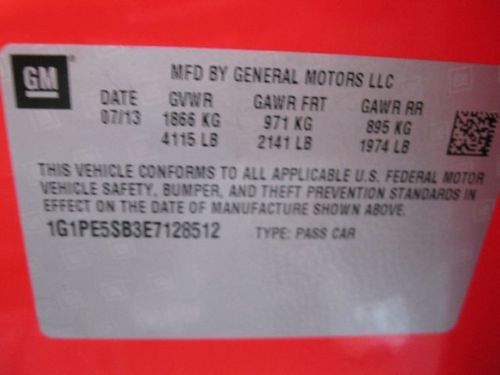 GM
MFD BY GENERAL MOTORS LLC
DATE GVWR GAWR FRT GAWR RR
07/13 1866 KG 971 KG 895 KG
4115 LB 2141 LB 1974 LB
THIS VEHICLE CONFORMS TO ALL APPLICABLE U.S. FEDERAL MOTOR
VEHICLE SAFETY, BUMPER, AND THEFT PREVENTION STANDARDS IN
EFFECT ON THE DATE OF MANUFACTURE SHOWN ABOVE.
1G1PE5SB3E7128512 TYPE: PASS CAR